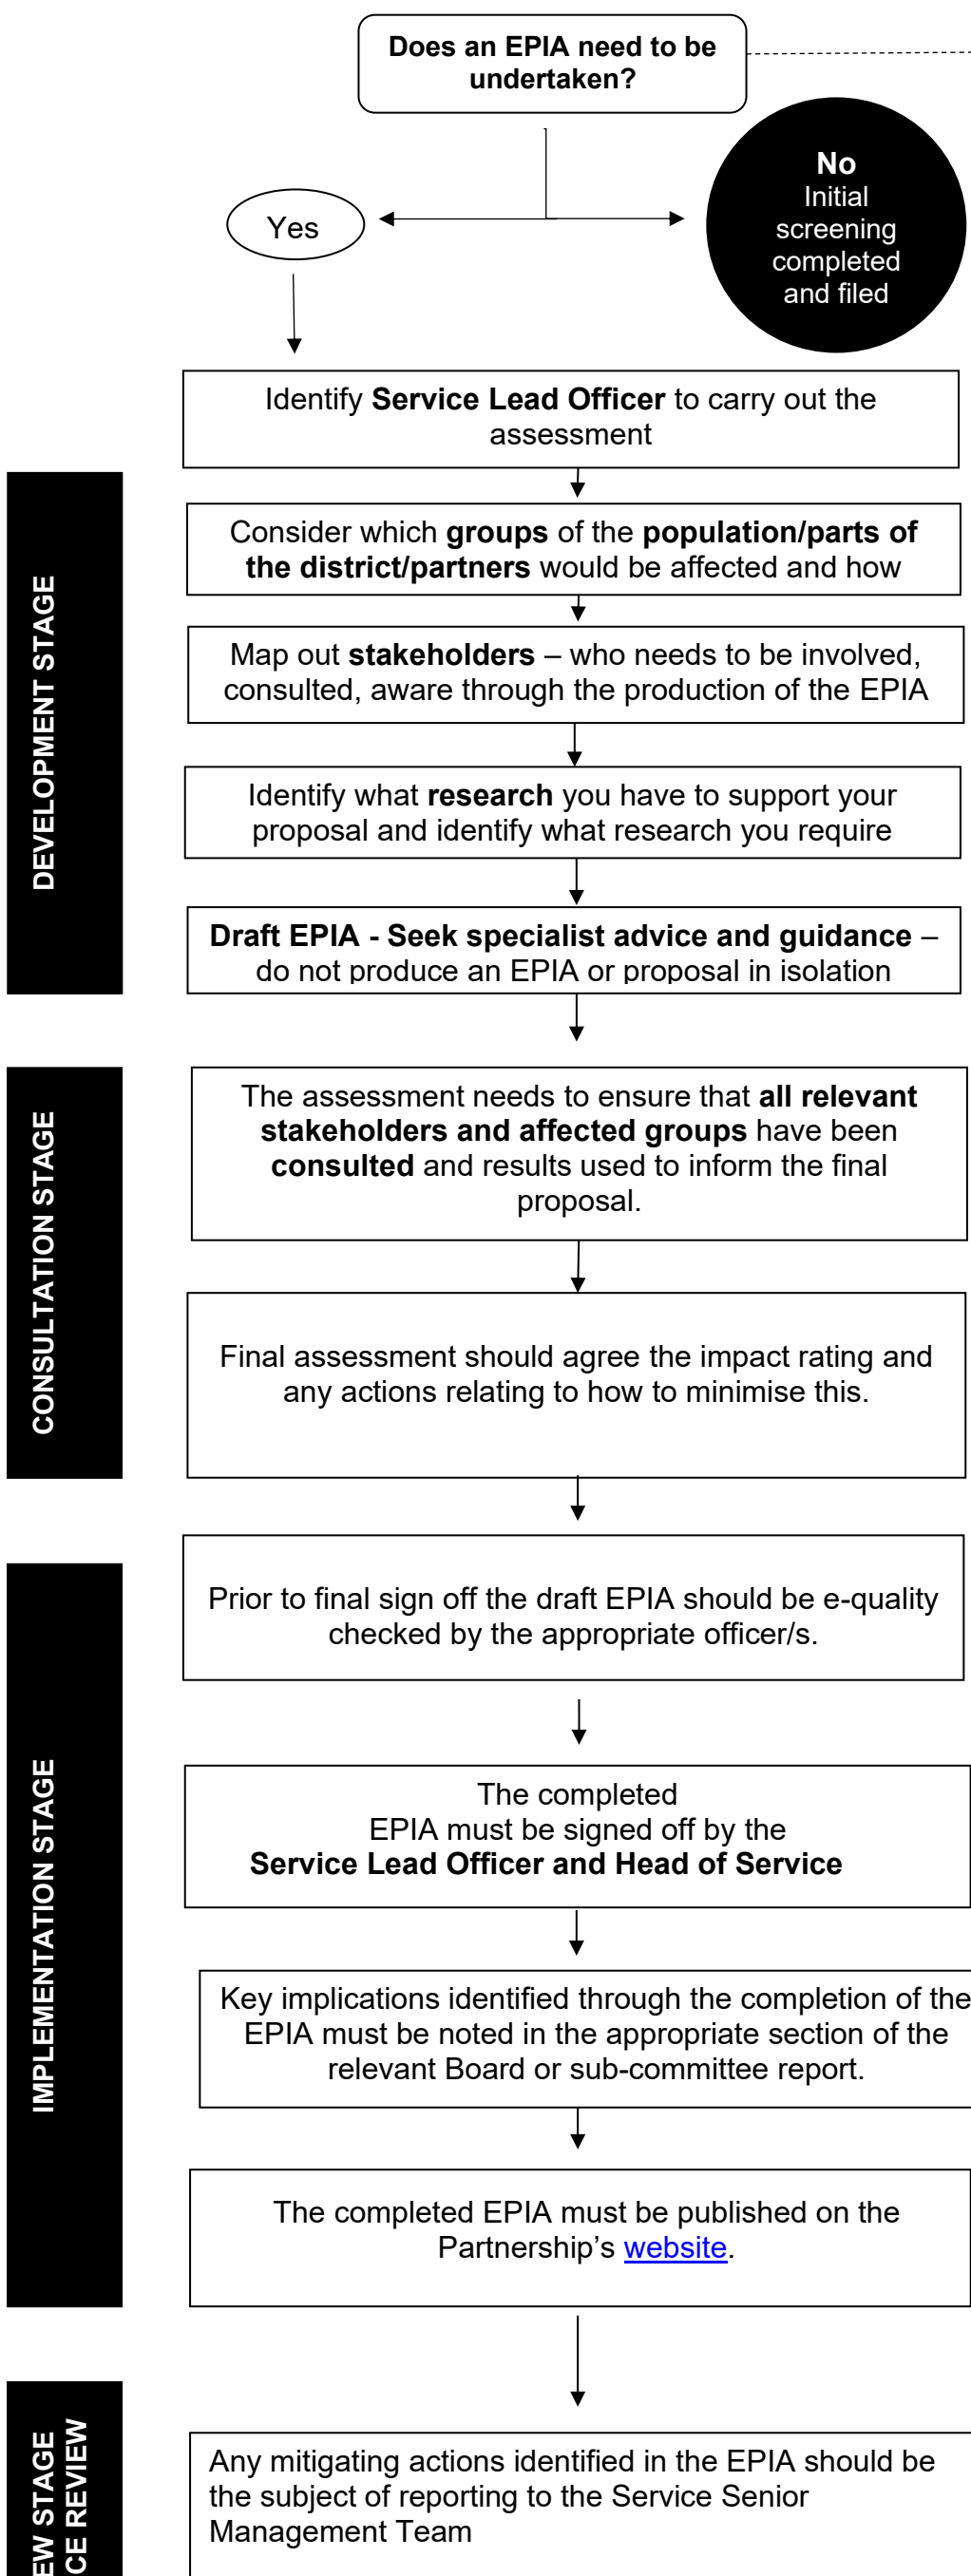 Does an EPIA need to be
undertaken?
No
Initial
screening
completed
and filed
Yes
Identify Service Lead Officer to carry out the
assessment
DEVELOPMENT STAGE
Consider which groups of the population/parts of
the district/partners would be affected and how
Map out stakeholders – who needs to be involved,
consulted, aware through the production of the EPIA
Identify what research you have to support your
proposal and identify what research you require
Draft EPIA - Seek specialist advice and guidance –
do not produce an EPIA or proposal in isolation
CONSULTATION STAGE
The assessment needs to ensure that all relevant
stakeholders and affected groups have been
consulted and results used to inform the final
proposal.
Final assessment should agree the impact rating and
any actions relating to how to minimise this.
IMPLEMENTATION STAGE
Prior to final sign off the draft EPIA should be e-quality
checked by the appropriate officer/s.
The completed
EPIA must be signed off by the
Service Lead Officer and Head of Service
Key implications identified through the completion of the
EPIA must be noted in the appropriate section of the
relevant Board or sub-committee report.
The completed EPIA must be published on the
Partnership's website.
STAGE
REVIEW
Any mitigating actions identified in the EPIA should be
the subject of reporting to the Service Senior
Management Team